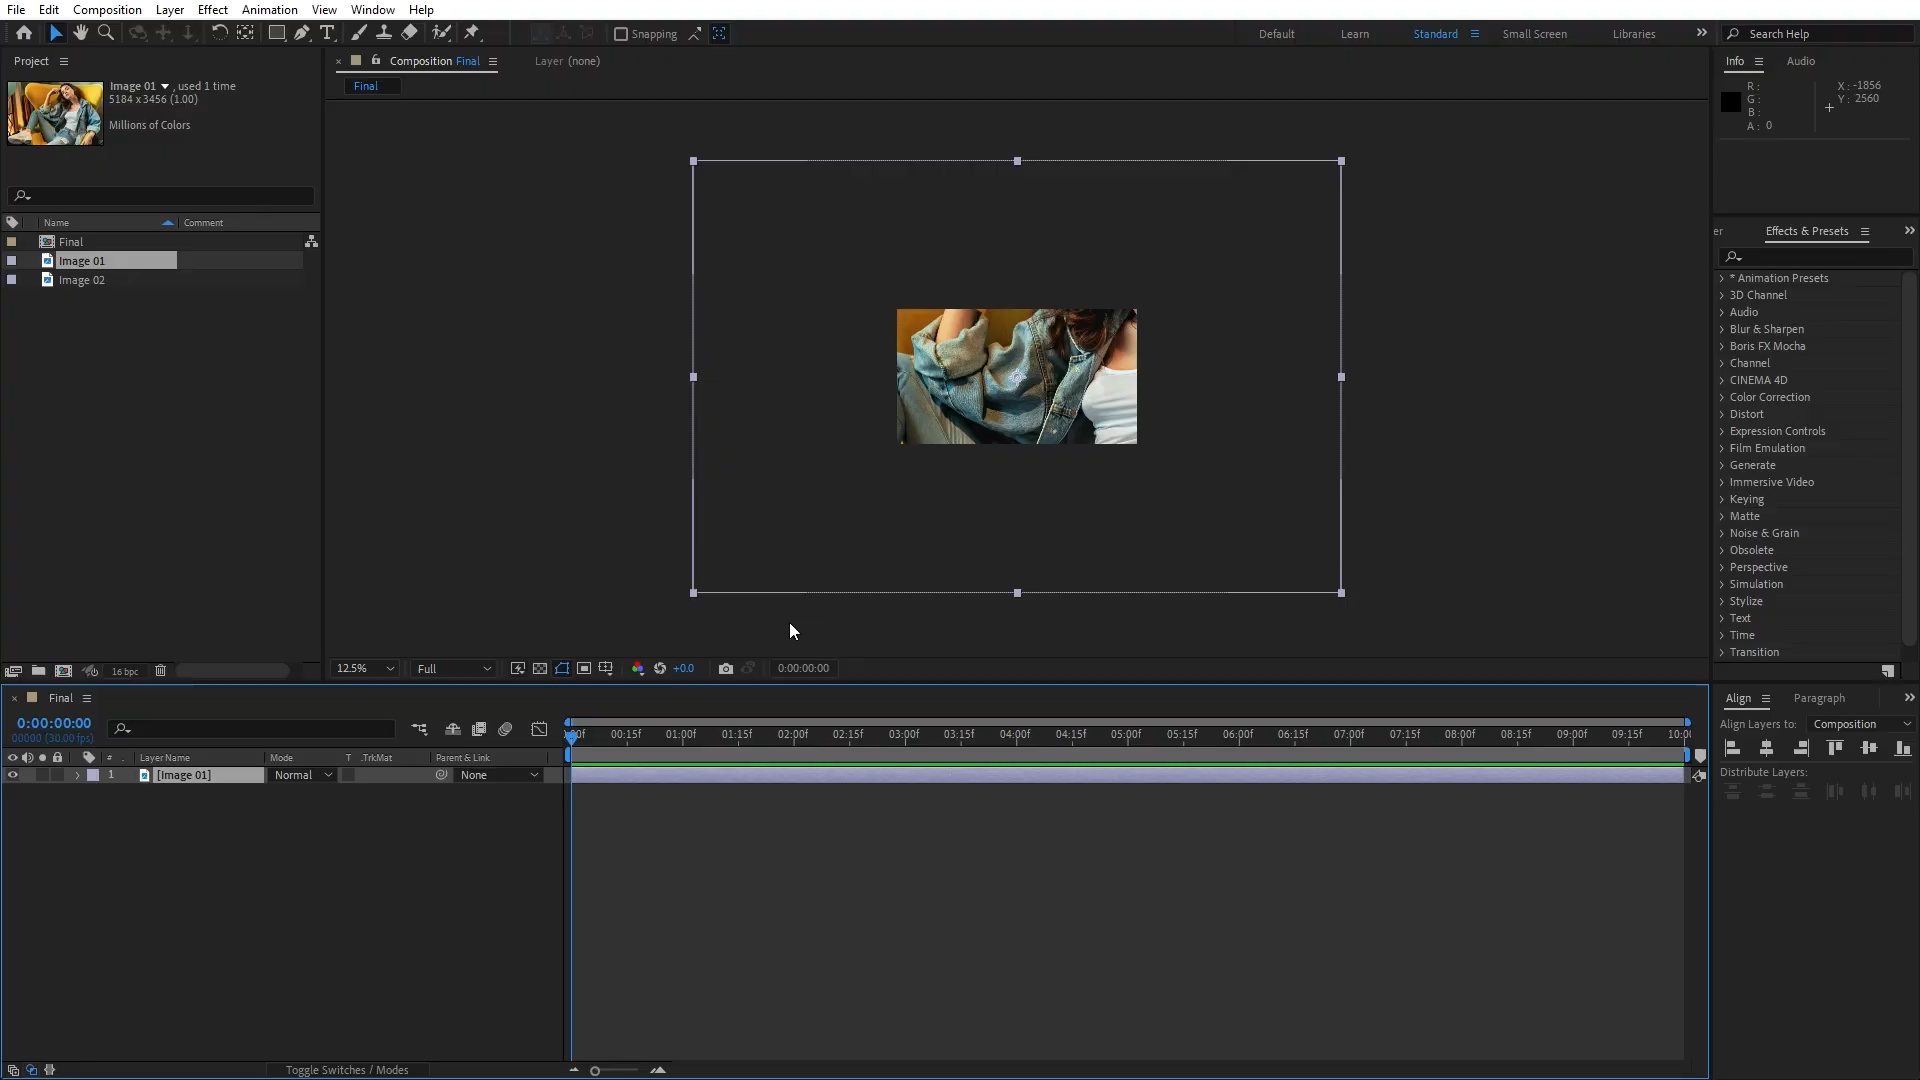 File Edit Composition Layer Effect Animation View Window Help
Snapping
Default Learn Standard Small Screen Libraries
Search Help
Project
Image 01 , used 1 time
5184 x 3456 (1.00)
Millions of Colors
Name Comment
Final
Image 01
Image 02
16 bpc
Composition Final
Layer (none)
Final
12.5%
Full
+0.0
0:00:00:00
Info
Audio
R :
G :
B :
A : 0
X : -1856
Y : 2560
er
Effects & Presets
* Animation Presets
3D Channel
Audio
Blur & Sharpen
Boris FX Mocha
Channel
CINEMA 4D
Color Correction
Distort
Expression Controls
Film Emulation
Generate
Immersive Video
Keying
Matte
Noise & Grain
Obsolete
Perspective
Simulation
Stylize
Text
Time
Transition
Align
Paragraph
Align Layers to: Composition
Distribute Layers:
Final
0:00:00:00
00000 (30.00 fps)
# . Layer Name Mode T .TrkMat Parent & Link
1 [Image 01] Normal None
00:15f 01:00f 01:15f 02:00f 02:15f 03:00f 03:15f 04:00f 04:15f 05:00f 05:15f 06:00f 06:15f 07:00f 07:15f 08:00f 08:15f 09:00f 09:15f
Toggle Switches / Modes